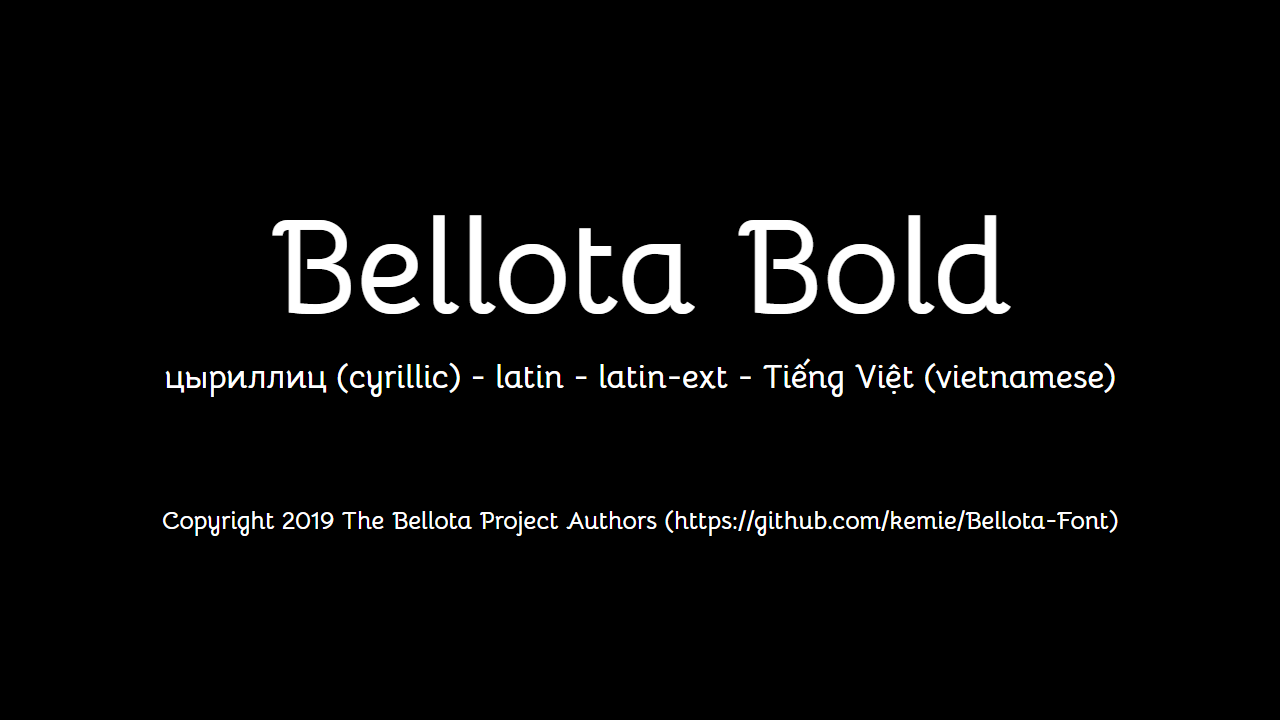 Bellota Bold
цыриллиц (cyrillic) - latin - latin-ext - Tiếng Việt (vietnamese)
Copyright 2019 The Bellota Project Authors (https://github.com/kemie/Bellota-Font)